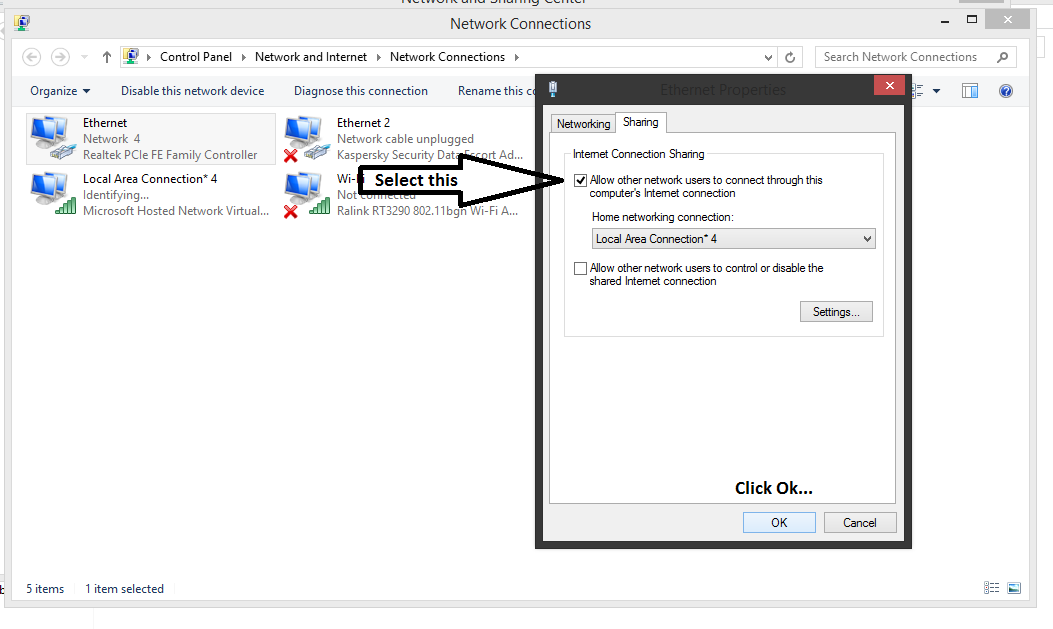 Network and Sharing Center
Network Connections
Control Panel
Network and Internet
Network Connections
Search Network Connections
Organize
Disable this network device
Diagnose this connection
Rename this co
Ethernet
Network 4
Realtek PCIe FE Family Controller
Ethernet 2
Network cable unplugged
Kaspersky Security Data Escort Ad...
Local Area Connection* 4
Identifying...
Microsoft Hosted Network Virtual...
Wi-Fi
Not connected
Ralink RT3290 802.11bgn Wi-Fi A...
Select this
Ethernet Properties
Networking
Sharing
Internet Connection Sharing
Allow other network users to connect through this
computer's Internet connection
Home networking connection:
Local Area Connection* 4
Allow other network users to control or disable the
shared Internet connection
Settings...
Click Ok...
OK
Cancel
5 items
1 item selected